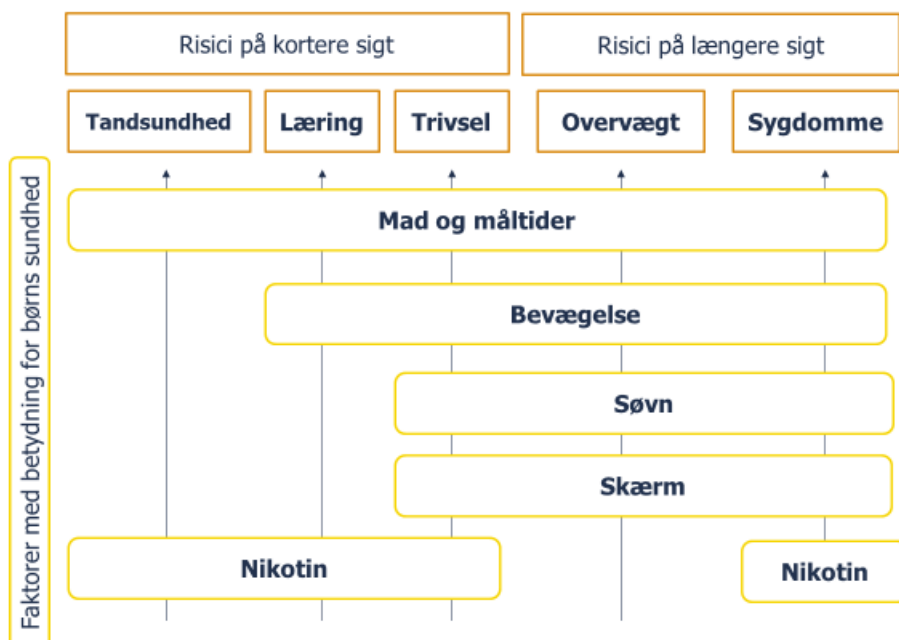 Risici på kortere sigt
Risici på længere sigt
Tandsundhed
Læring
Trivsel
Overvægt
Sygdomme
Faktorer med betydning for børns sundhed
Mad og måltider
Bevægelse
Søvn
Skærm
Nikotin
Nikotin